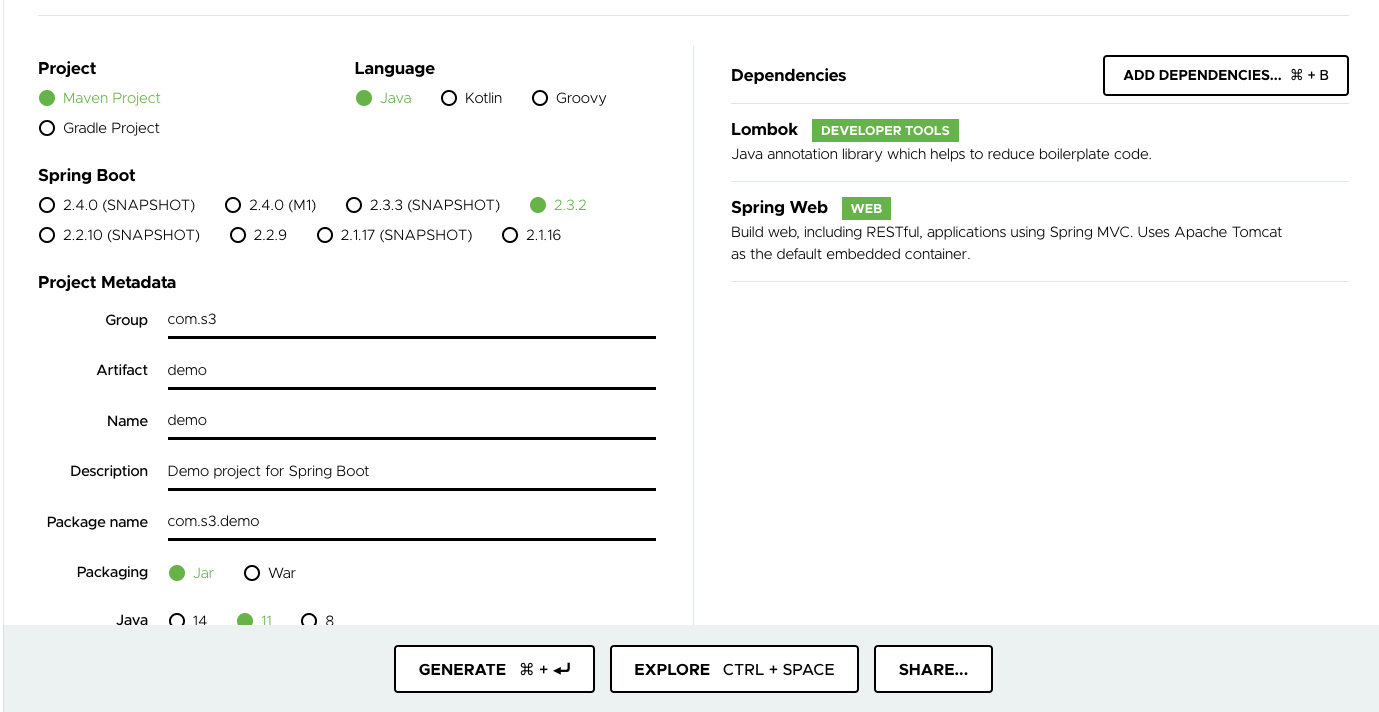 Project
Maven Project
Gradle Project
Language
Java Kotlin Groovy
Spring Boot
2.4.0 (SNAPSHOT) 2.4.0 (M1) 2.3.3 (SNAPSHOT) 2.3.2
2.2.10 (SNAPSHOT) 2.2.9 2.1.17 (SNAPSHOT) 2.1.16
Project Metadata
Group com.s3
Artifact demo
Name demo
Description Demo project for Spring Boot
Package name com.s3.demo
Packaging Jar War
Java 14 11 8
Dependencies
ADD DEPENDENCIES... ⌘ + B
Lombok DEVELOPER TOOLS
Java annotation library which helps to reduce boilerplate code.
Spring Web WEB
Build web, including RESTful, applications using Spring MVC. Uses Apache Tomcat
as the default embedded container.
GENERATE ⌘ + ↵
EXPLORE CTRL + SPACE
SHARE...